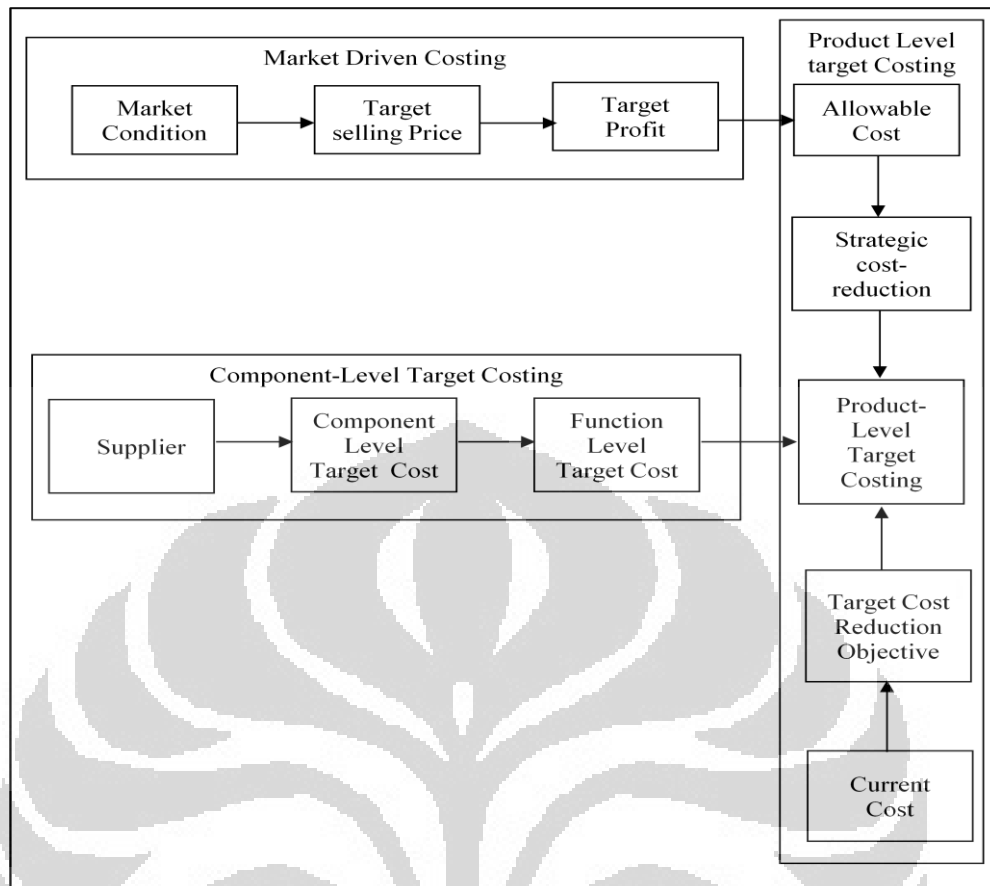 Market Driven Costing
Market
Condition
Target
selling Price
Target
Profit
Product Level
target Costing
Allowable
Cost
Strategic
cost-
reduction
Component-Level Target Costing
Supplier
Component
Level
Target Cost
Function
Level
Target Cost
Product-
Level
Target
Costing
Target Cost
Reduction
Objective
Current
Cost